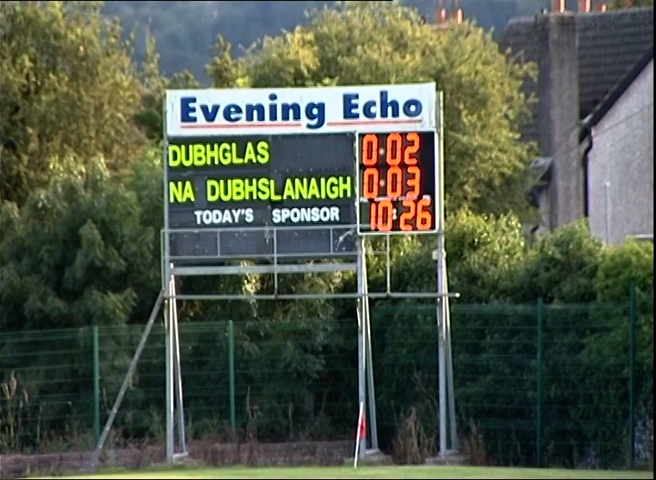 Evening Echo
DUBHGLAS 0:02
NA DUBHSLANAIGH 0:03
TODAY'S SPONSOR 10:26